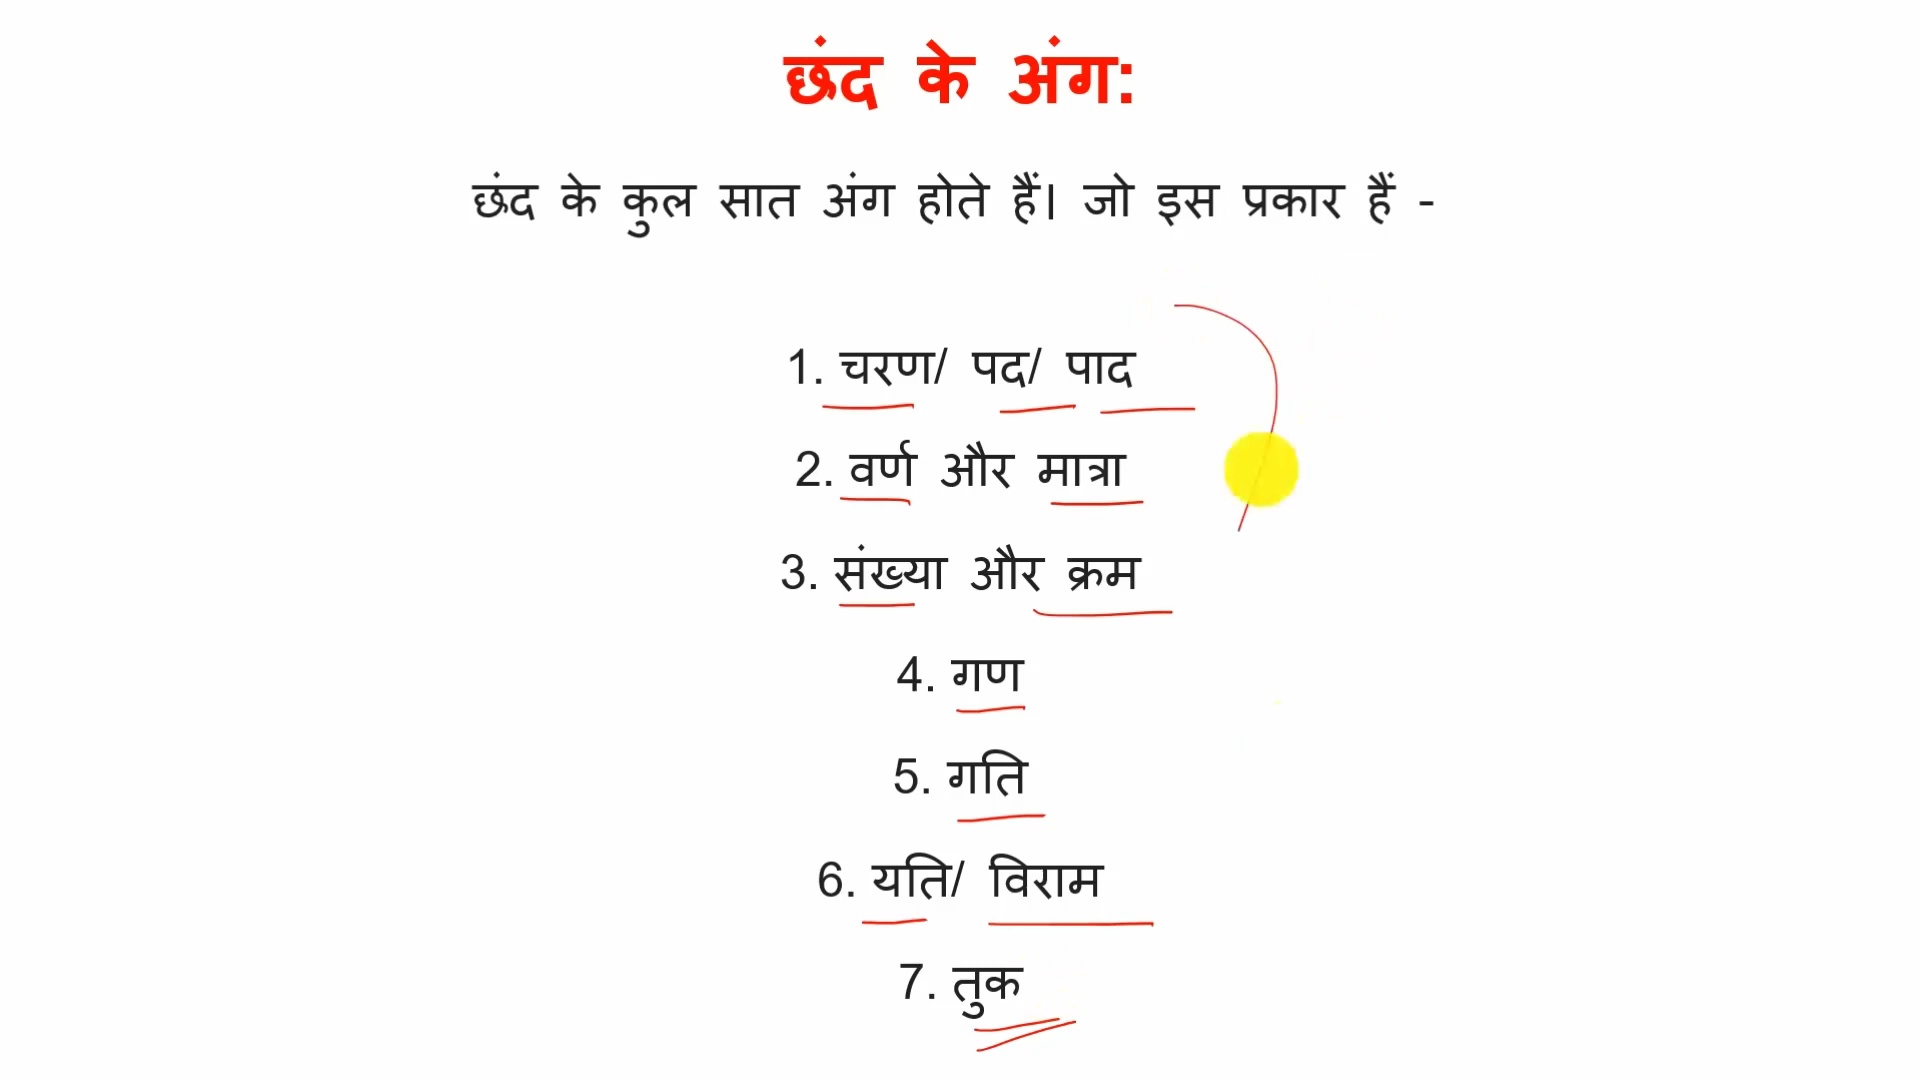 छंद के अंग:
छंद के कुल सात अंग होते हैं। जो इस प्रकार हैं -
1. चरण/ पद/ पाद
2. वर्ण और मात्रा
3. संख्या और क्रम
4. गण
5. गति
6. यति/ विराम
7. तुक